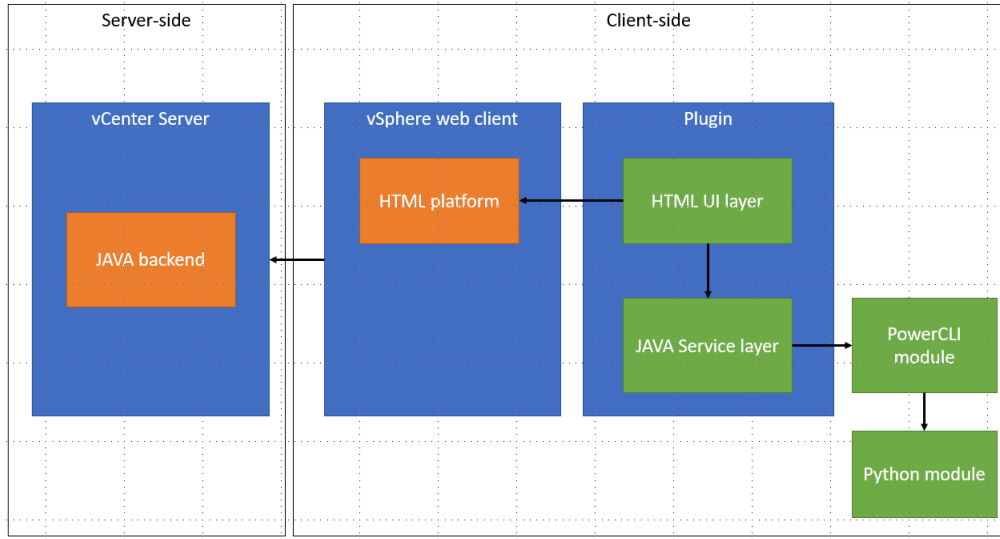 Server-side
Client-side
vCenter Server
vSphere web client
Plugin
HTML platform
HTML UI layer
JAVA backend
JAVA Service layer
PowerCLI
module
Python module